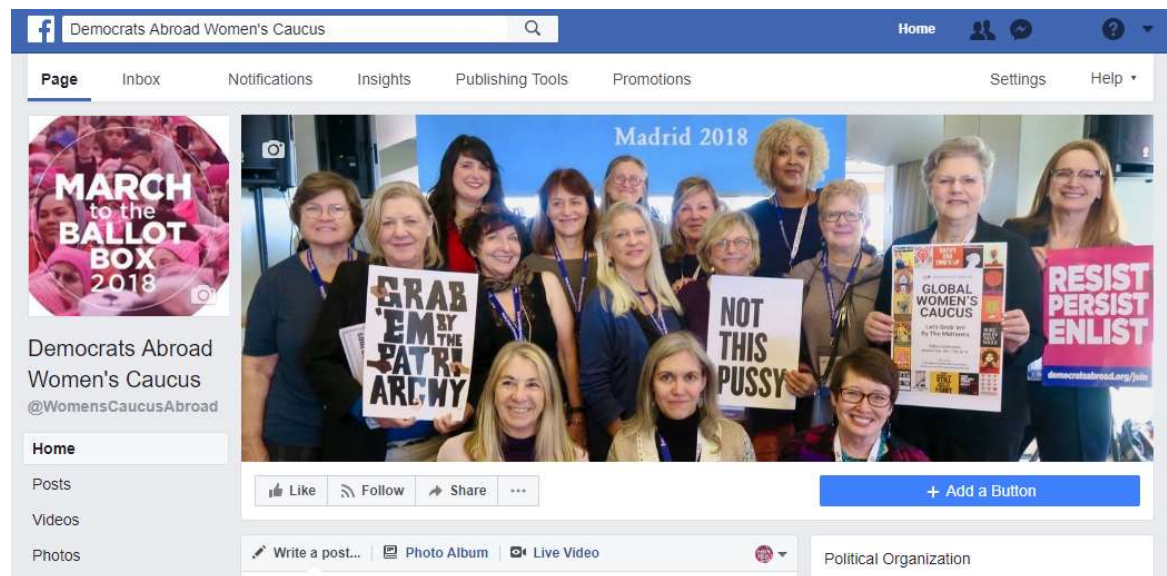 Democrats Abroad Women's Caucus
Home
Page
Inbox
Notifications
Insights
Publishing Tools
Promotions
Settings
Help
MARCH
to the
BALLOT
BOX
2018
Madrid 2018
GRAB
'EM BY
THE
PATRI
ARCHY
NOT
THIS
PUSSY
GLOBAL
WOMEN'S
CAUCUS
RESIST
PERSIST
ENLIST
democratsabroad.org/join
Democrats Abroad
Women's Caucus
@WomensCaucusAbroad
Home
Posts
Videos
Photos
Like
Follow
Share
+ Add a Button
Write a post...
Photo Album
Live Video
Political Organization